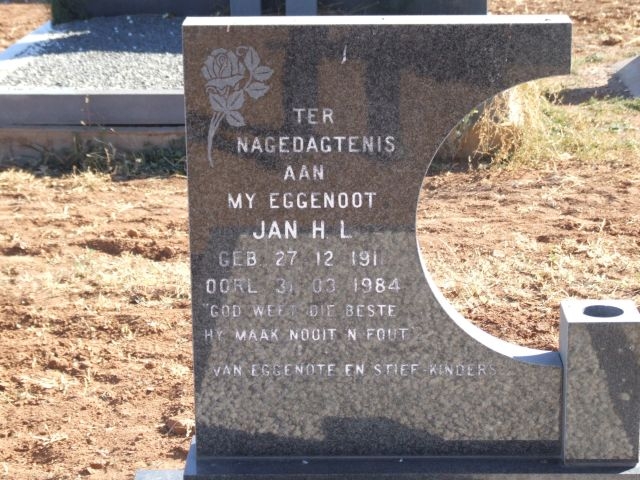 TER
NAGEDAGTENIS
AAN
MY EGGENOOT
JAN H. L.
GEB. 27. 12. 1911
OORL. 31. 03. 1984
"GOD WEET DIE BESTE
HY MAAK NOOIT N FOUT"
VAN EGGENOTE EN STIEF-KINDERS